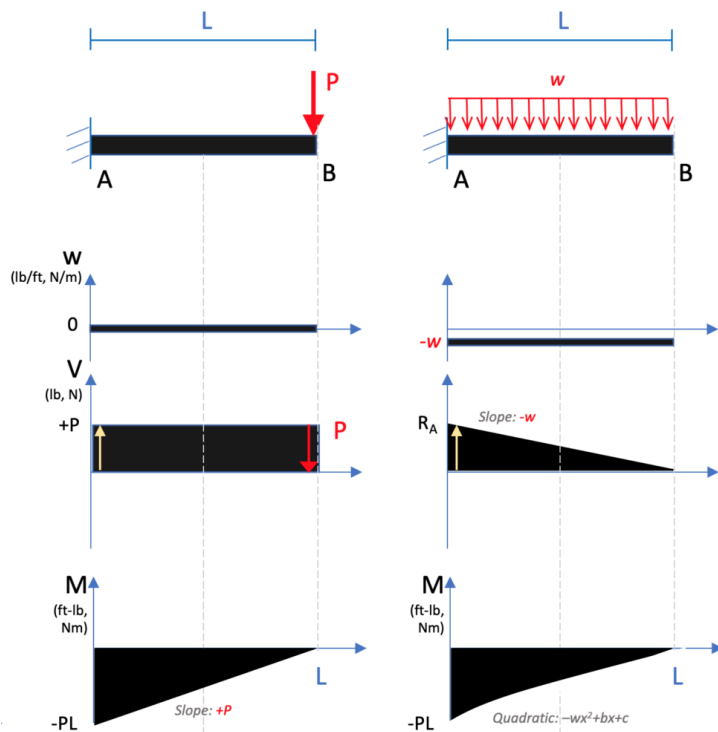 L
L
P
w
A
B
A
B
w
(lb/ft, N/m)
0
-w
V
(lb, N)
+P
P
RA
Slope: -w
M
(ft-lb,
Nm)
M
(ft-lb,
Nm)
L
L
-PL
Slope: +P
-PL
Quadratic: –wx²+bx+c